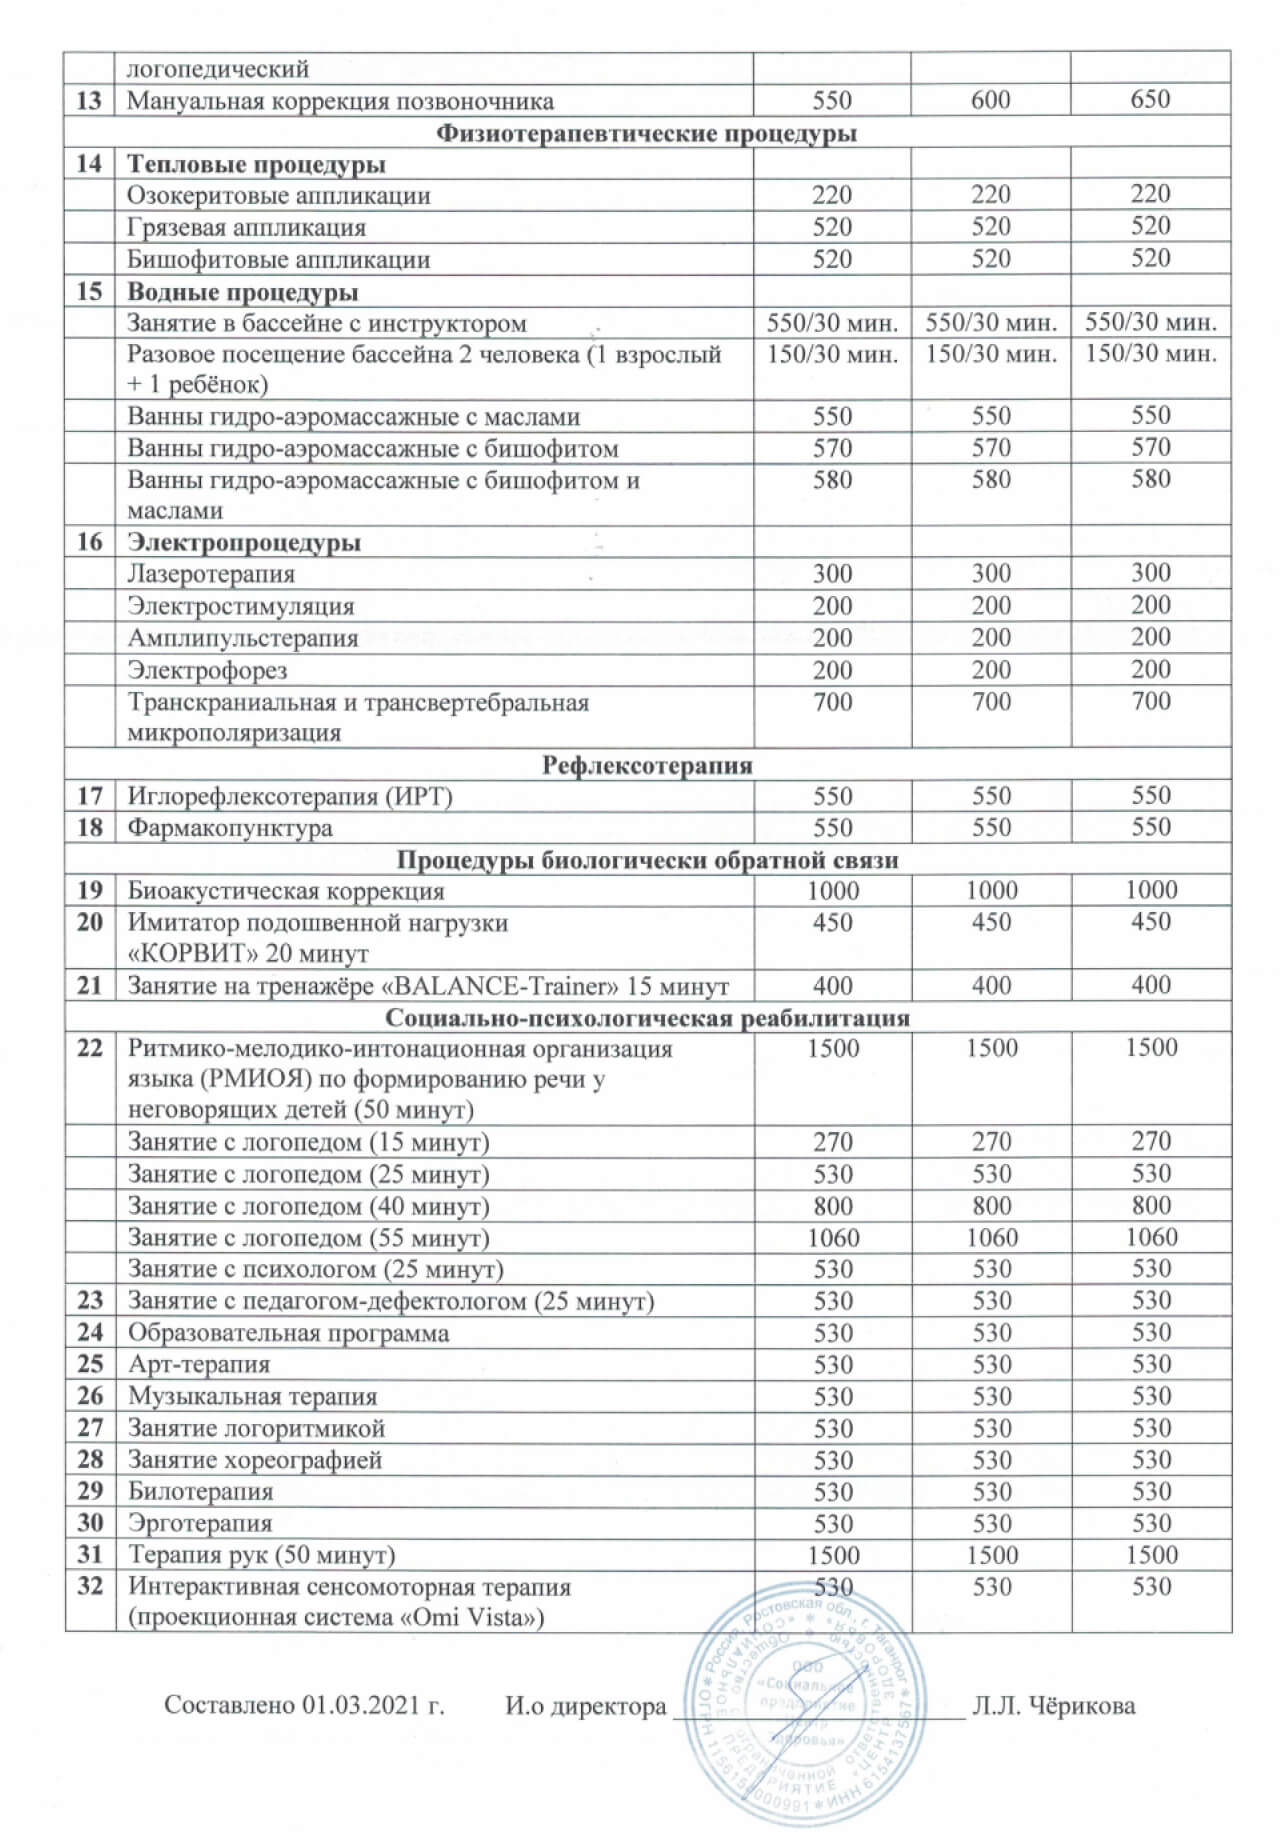 логопедический
13 Мануальная коррекция позвоночника 550 600 650
Физиотерапевтические процедуры
14 Тепловые процедуры
Озокеритовые аппликации 220 220 220
Грязевая аппликация 520 520 520
Бишофитовые аппликации 520 520 520
15 Водные процедуры
Занятие в бассейне с инструктором 550/30 мин. 550/30 мин. 550/30 мин.
Разовое посещение бассейна 2 человека (1 взрослый 150/30 мин. 150/30 мин. 150/30 мин.
+ 1 ребёнок)
Ванны гидро-аэромассажные с маслами 550 550 550
Ванны гидро-аэромассажные с бишофитом 570 570 570
Ванны гидро-аэромассажные с бишофитом и 580 580 580
маслами
16 Электропроцедуры
Лазеротерапия 300 300 300
Электростимуляция 200 200 200
Амплипульстерапия 200 200 200
Электрофорез 200 200 200
Транскраниальная и трансвертебральная 700 700 700
микрополяризация
Рефлексотерапия
17 Иглорефлексотерапия (ИРТ) 550 550 550
18 Фармакопунктура 550 550 550
Процедуры биологически обратной связи
19 Биоакустическая коррекция 1000 1000 1000
20 Имитатор подошвенной нагрузки 450 450 450
«КОРВИТ» 20 минут
21 Занятие на тренажёре «BALANCE-Trainer» 15 минут 400 400 400
Социально-психологическая реабилитация
22 Ритмико-мелодико-интонационная организация 1500 1500 1500
языка (РМИОЯ) по формированию речи у
неговорящих детей (50 минут)
Занятие с логопедом (15 минут) 270 270 270
Занятие с логопедом (25 минут) 530 530 530
Занятие с логопедом (40 минут) 800 800 800
Занятие с логопедом (55 минут) 1060 1060 1060
Занятие с психологом (25 минут) 530 530 530
23 Занятие с педагогом-дефектологом (25 минут) 530 530 530
24 Образовательная программа 530 530 530
25 Арт-терапия 530 530 530
26 Музыкальная терапия 530 530 530
27 Занятие логоритмикой 530 530 530
28 Занятие хореографией 530 530 530
29 Билотерапия 530 530 530
30 Эрготерапия 530 530 530
31 Терапия рук (50 минут) 1500 1500 1500
32 Интерактивная сенсомоторная терапия 530 530 530
(проекционная система «Omi Vista»)
Составлено 01.03.2021 г. И.о директора Л.Л. Чёрикова
Россия, Ростовская обл., г. Таганрог * ИНН 6154137567
ООО
«Социальное
предприятие
Центр
Здоровья»